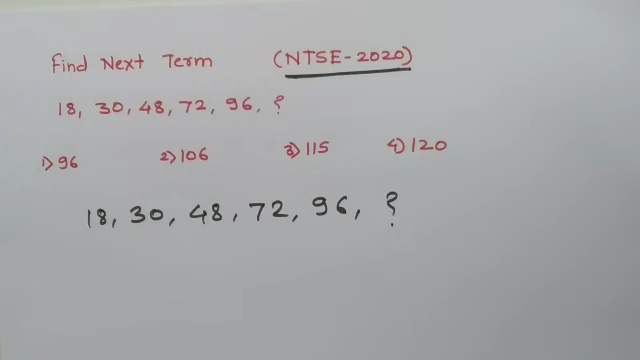 Find Next Term (NTSE-2020)
18, 30, 48, 72, 96, ?
1) 96 2) 106 3) 115 4) 120
18, 30, 48, 72, 96, ?